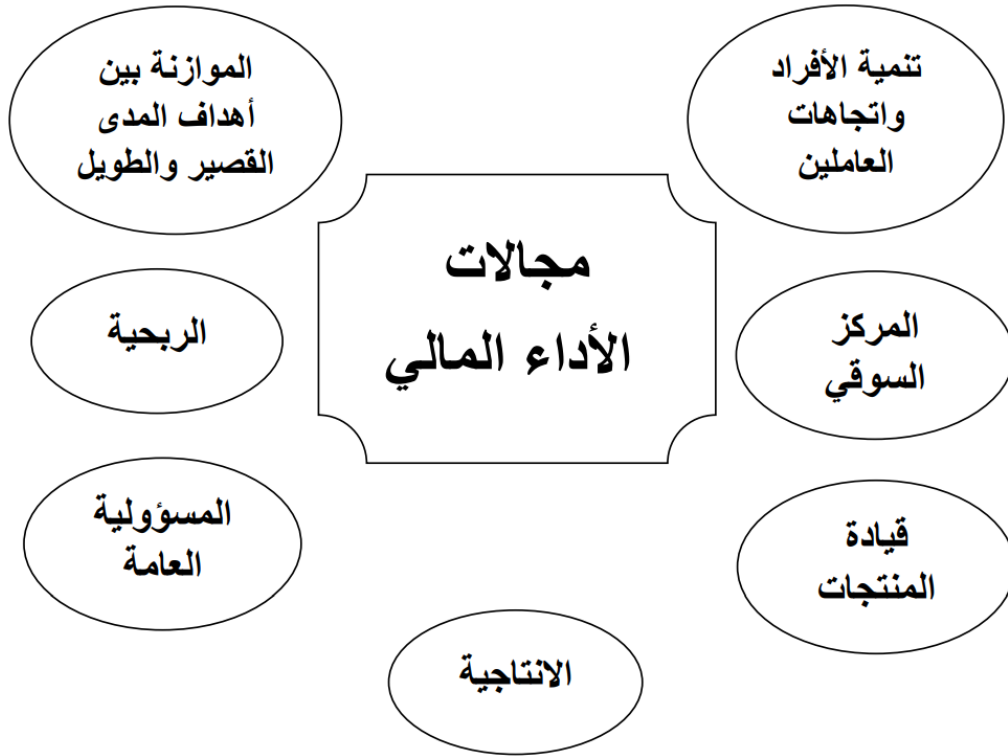 تنمية الأفراد
واتجاهات
العاملين
الموازنة بين
أهداف المدى
القصير والطويل
مجالات
الأداء المالي
المركز
السوقي
الربحية
قيادة
المنتجات
المسؤولية
العامة
الانتاجية